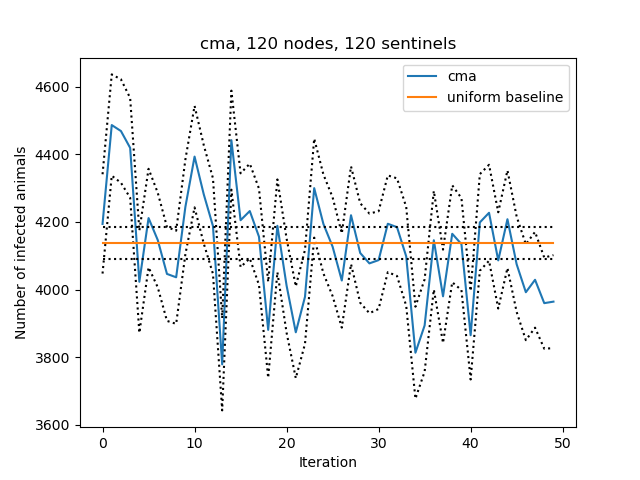 cma, 120 nodes, 120 sentinels
cma
uniform baseline
Number of infected animals
4600
4400
4200
4000
3800
3600
0 10 20 30 40 50
Iteration